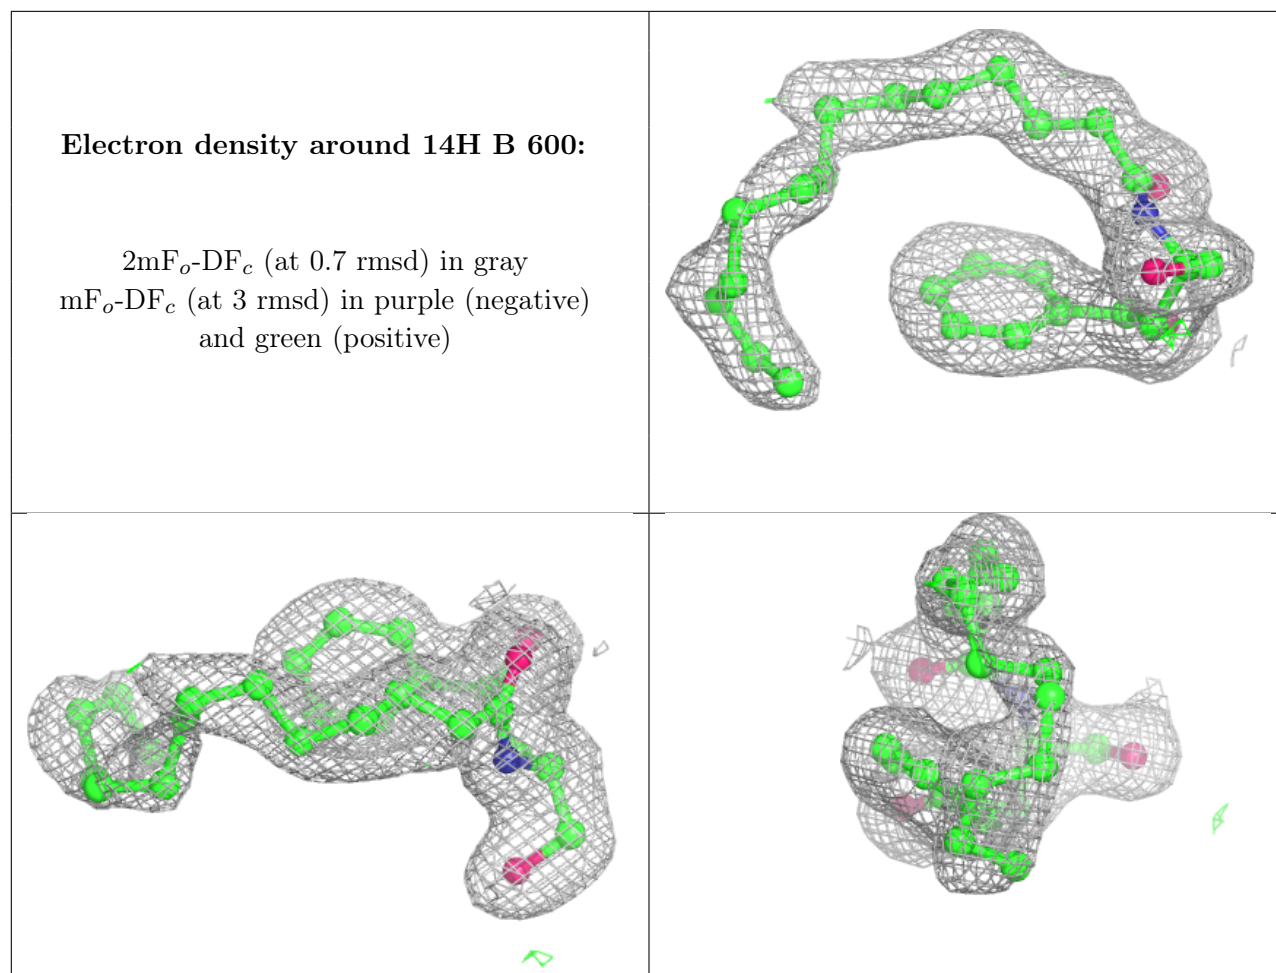 Electron density around 14H B 600:
2mFo-DFc (at 0.7 rmsd) in gray
mFo-DFc (at 3 rmsd) in purple (negative)
and green (positive)